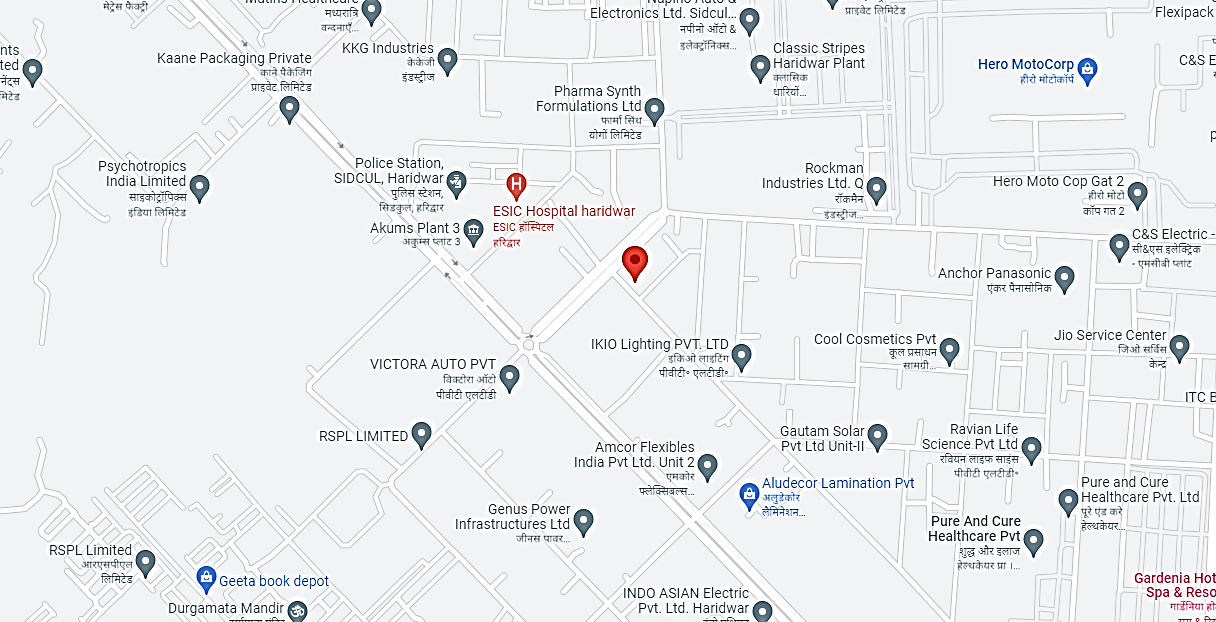 मेट्रेस फैक्ट्री
मध्यरात्रि
वन्दनाएँ...
Electronics Ltd. Sidcul...
नपीनो ऑटो &
इलेक्ट्रॉनिक्स...
प्राइवेट लिमिटेड
Flexipack
Kaane Packaging Private
काने पैकेजिंग
प्राइवेट लिमिटेड
KKG Industries
केकेजी
इंडस्ट्रीज
Classic Stripes
Haridwar Plant
क्लासिक
धारियों...
Hero MotoCorp
हीरो मोटोकॉर्प
C&S E
Pharma Synth
Formulations Ltd
फार्मा सिंथ
योगों लिमिटेड
Psychotropics
India Limited
साइकोट्रॉपिक्स
इंडिया लिमिटेड
Police Station,
SIDCUL, Haridwar
पुलिस स्टेशन,
सिडकुल, हरिद्वार
H
ESIC Hospital haridwar
ESIC हॉस्पिटल
हरिद्वार
Rockman
Industries Ltd. Q
रॉकमैन
इंडस्ट्रीज...
Hero Moto Cop Gat 2
हीरो मोटो
कॉप गत 2
Akums Plant 3
अकुम्स प्लांट 3
C&S Electric -
सी&एस इलेक्ट्रिक
- एमसीबी प्लांट
Anchor Panasonic
एंकर पैनासोनिक
IKIO Lighting PVT. LTD
इकिओ लाइटिंग
पीवीटी॰ एलटीडी॰
Cool Cosmetics Pvt
कूल प्रसाधन
सामग्री...
Jio Service Center
जिओ सर्विस
केन्द्र
VICTORA AUTO PVT
विक्टोरा ऑटो
पीवीटी एलटीडी
ITC B
RSPL LIMITED
Gautam Solar
Pvt Ltd Unit-II
Ravian Life
Science Pvt Ltd
रवियन लाइफ साइंस
पीवीटी एलटीडी॰
Amcor Flexibles
India Pvt Ltd. Unit 2
एमकोर
फ्लेक्सिबल्स...
Aludecor Lamination Pvt
अलुडेकोर
लैमिनेशन...
Pure and Cure
Healthcare Pvt. Ltd
पूरे एंड करे
हेल्थकेयर...
Genus Power
Infrastructures Ltd
जीनस पावर...
Pure And Cure
Healthcare Pvt
शुद्ध और इलाज
हेल्थकेयर प्रा ।...
RSPL Limited
आरएसपीएल
लिमिटेड
Geeta book depot
Durgamata Mandir
INDO ASIAN Electric
Pvt. Ltd. Haridwar
Gardenia Hot
Spa & Reso
गार्डेनिया हो